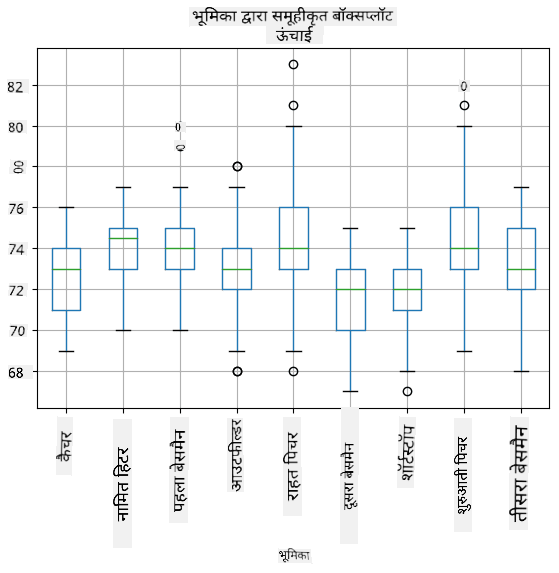 भूमिका द्वारा समूहीकृत बॉक्सप्लॉट
ऊंचाई
82
80
00
76
74
72
70
68
कैचर
नामित हिटर
पहला बेसमैन
आउटफील्डर
राहत पिचर
दूसरा बेसमैन
शॉर्टस्टॉप
शुरुआती पिचर
तीसरा बेसमैन
भूमिका